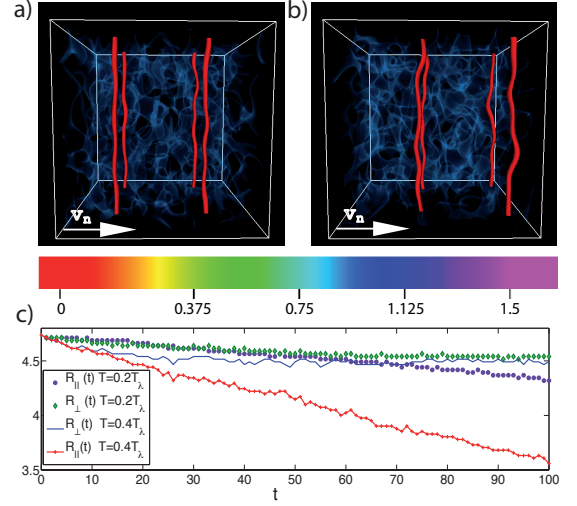 a)
b)
v_n
v_n
0 0.375 0.75 1.125 1.5
c)
4.5
4
3.5
R_||(t) T=0.2T_λ
R_⊥(t) T=0.2T_λ
R_⊥(t) T=0.4T_λ
R_||(t) T=0.4T_λ
0 10 20 30 40 50 60 70 80 90 100
t